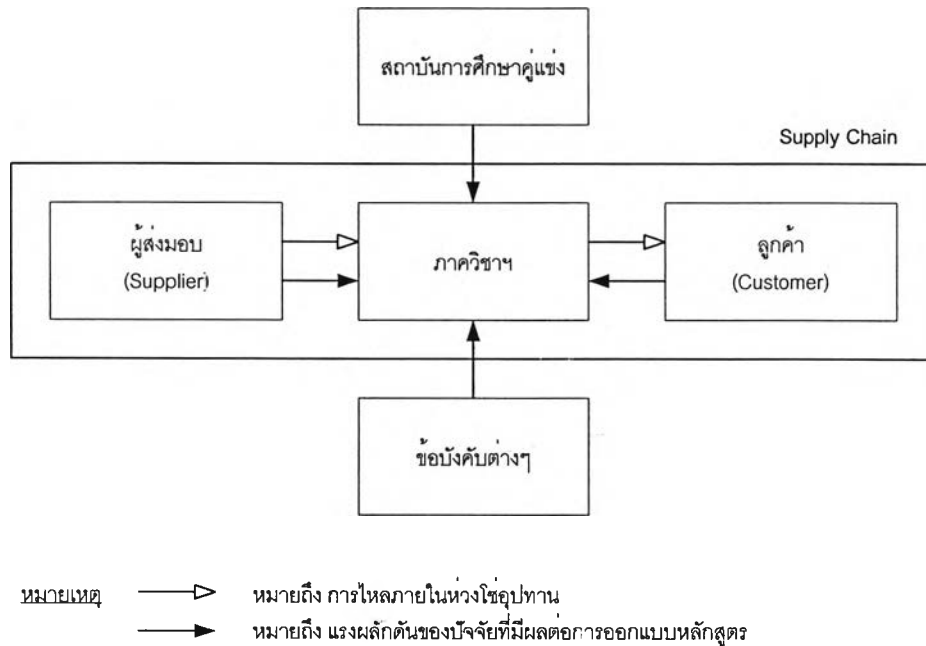 สถาบันการศึกษาคู่แข่ง
Supply Chain
ผู้ส่งมอบ
(Supplier)
ภาควิชาฯ
ลูกค้า
(Customer)
ข้อบังคับต่างๆ
หมายเหตุ หมายถึง การไหลภายในห่วงโซ่อุปทาน
หมายถึง แรงผลักดันของปัจจัยที่มีผลต่อการออกแบบหลักสูตร